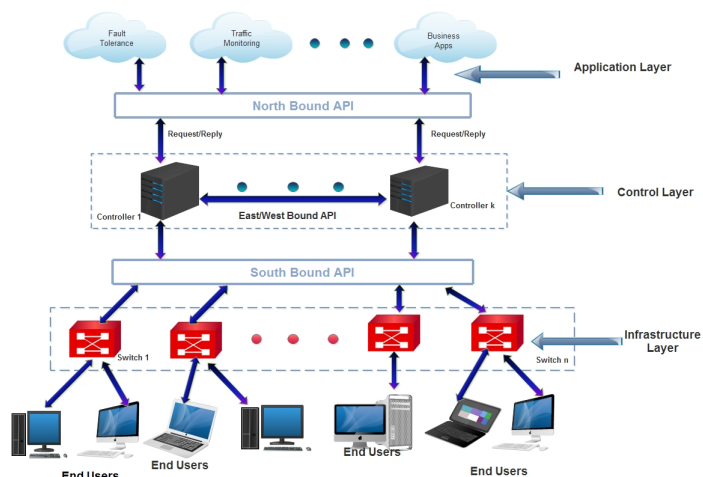 Fault
Tolerance
Traffic
Monitoring
Business
Apps
Application Layer
North Bound API
Request/Reply
Request/Reply
Controller 1
East/West Bound API
Controller k
Control Layer
South Bound API
Switch 1
Switch n
Infrastructure
Layer
End Users
End Users
End Users
End Users